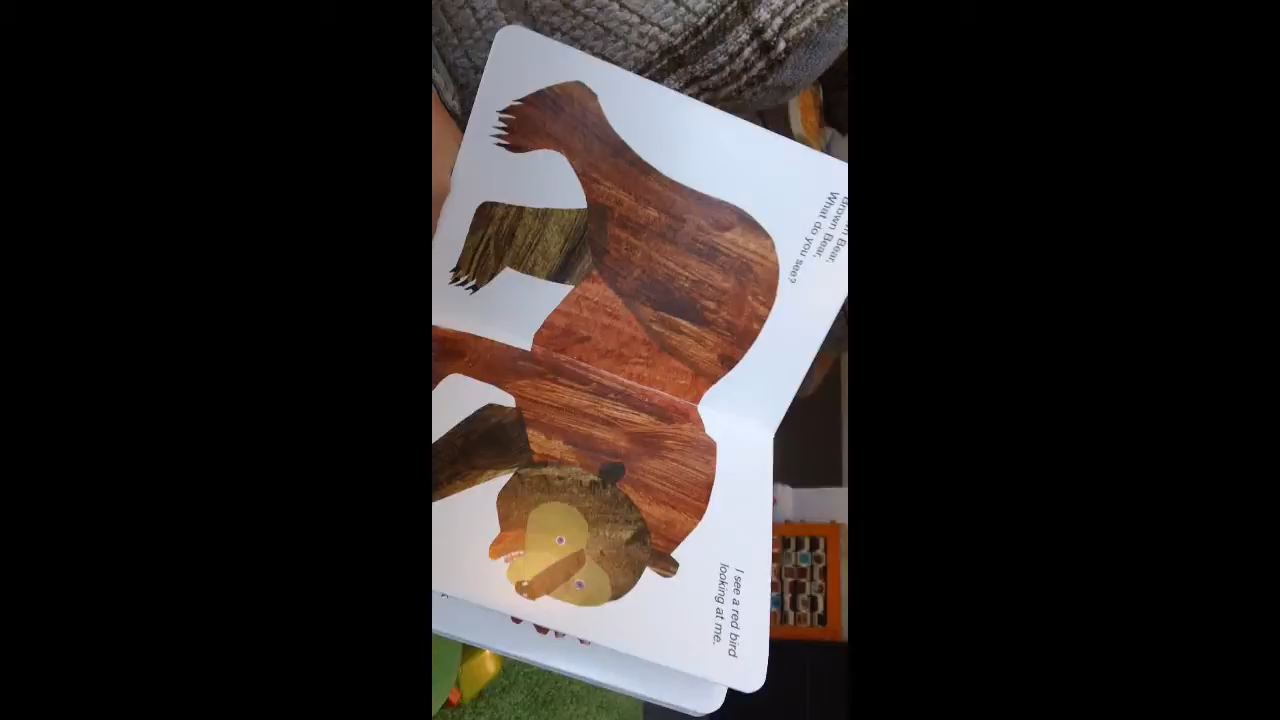 Brown Bear,
Brown Bear,
What do you see?
I see a red bird
looking at me.